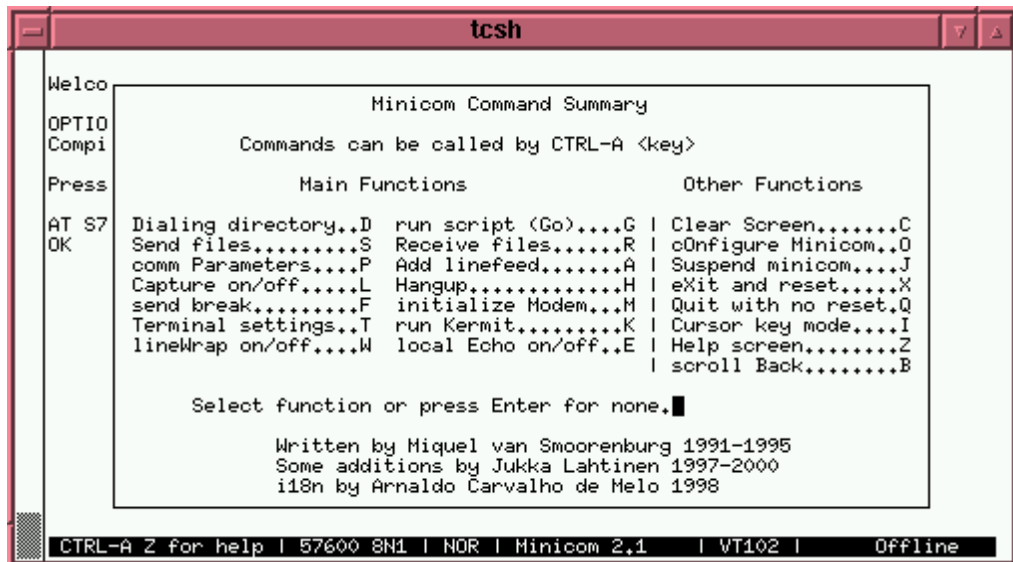 tcsh
Welco
Minicom Command Summary
OPTIO
Compi Commands can be called by CTRL-A <key>
Press Main Functions Other Functions
AT S7 Dialing directory..D run script (Go)....G | Clear Screen.......C
OK Send files.........S Receive files......R | cOnfigure Minicom..O
comm Parameters....P Add linefeed.......A | Suspend minicom....J
Capture on/off.....L Hangup.............H | eXit and reset.....X
send break.........F initialize Modem...M | Quit with no reset.Q
Terminal settings..T run Kermit.........K | Cursor key mode....I
lineWrap on/off....W local Echo on/off..E | Help screen........Z
| scroll Back........B
Select function or press Enter for none.
Written by Miquel van Smoorenburg 1991-1995
Some additions by Jukka Lahtinen 1997-2000
i18n by Arnaldo Carvalho de Melo 1998
CTRL-A Z for help | 57600 8N1 | NOR | Minicom 2.1 | VT102 | Offline